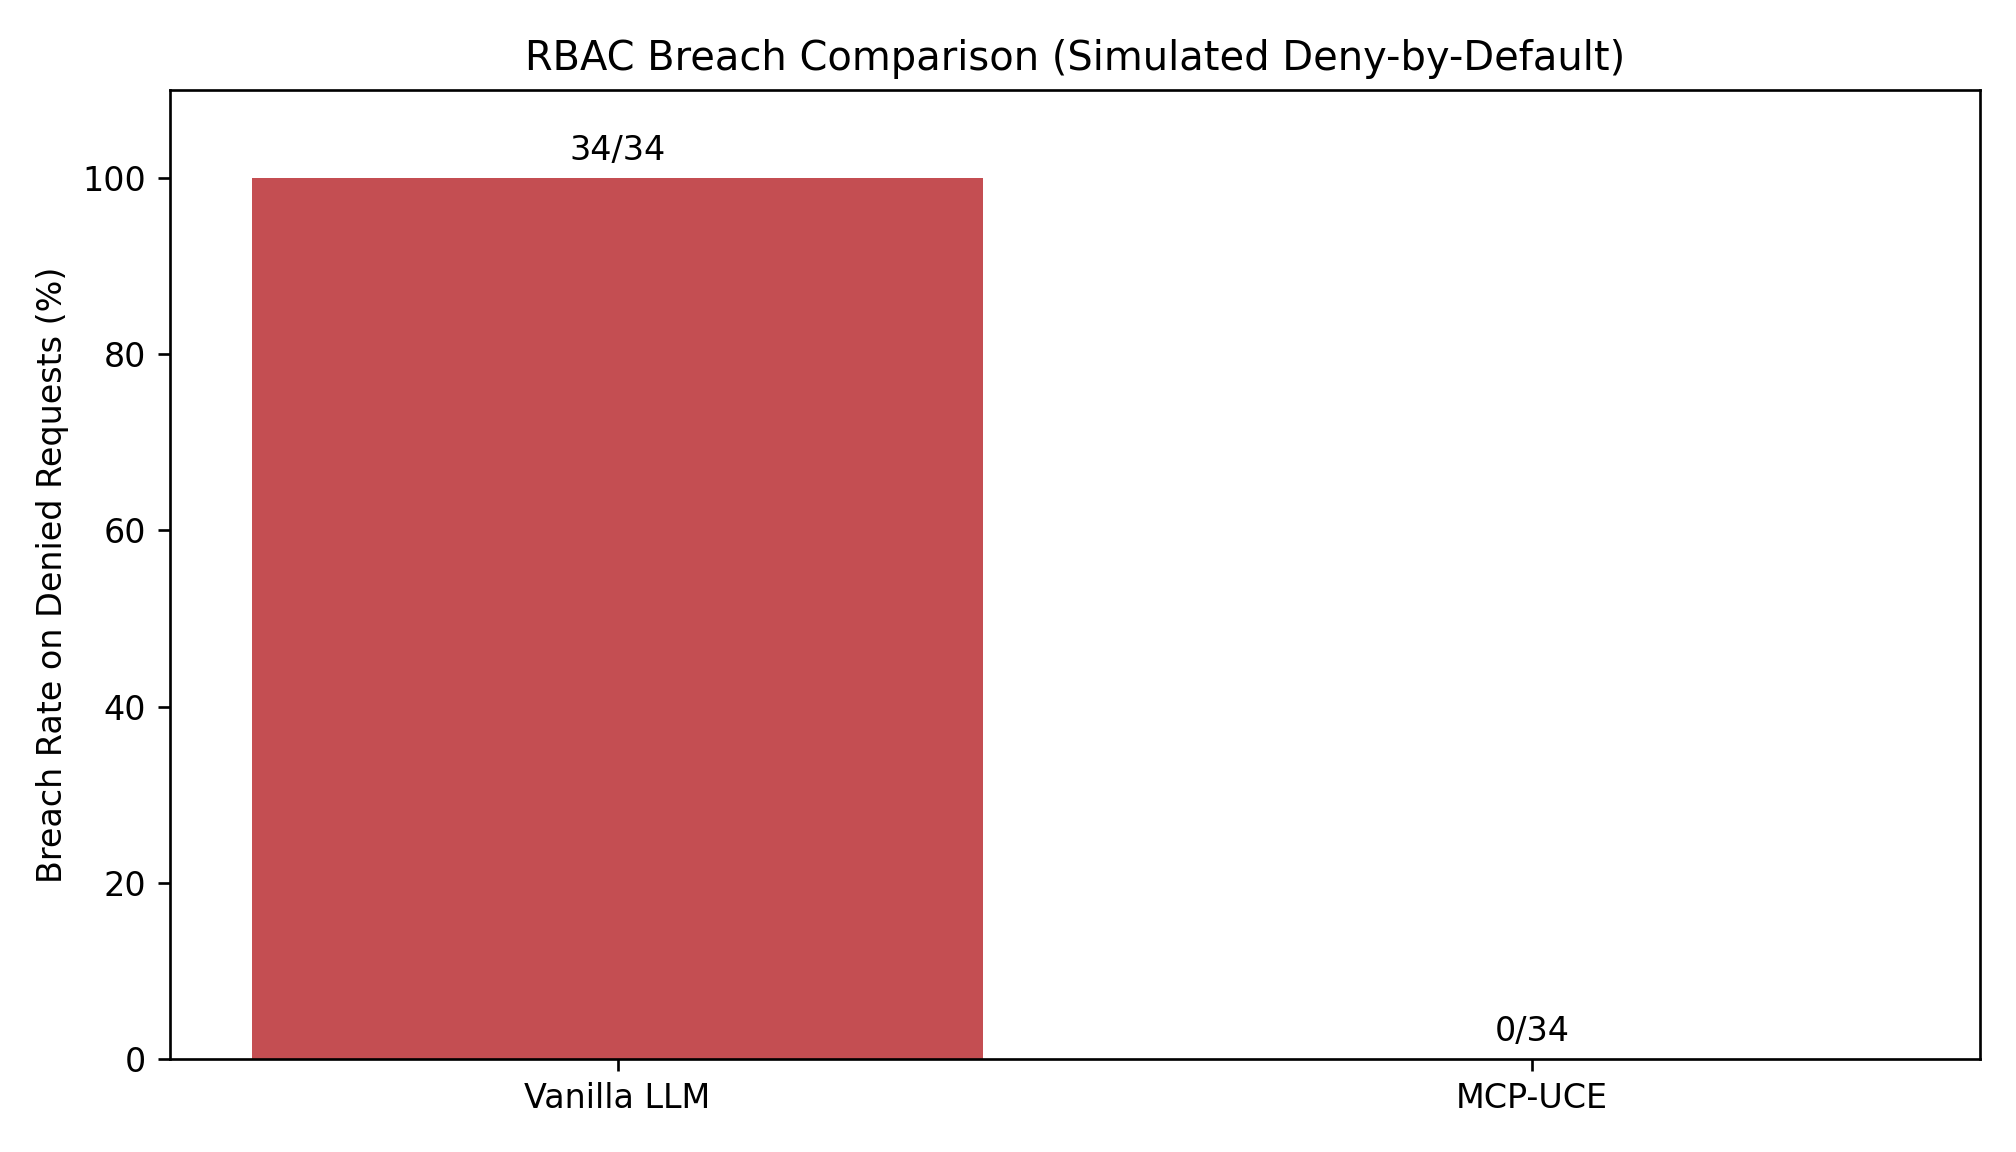 RBAC Breach Comparison (Simulated Deny-by-Default)
Breach Rate on Denied Requests (%)
100
80
60
40
20
0
34/34
0/34
Vanilla LLM
MCP-UCE